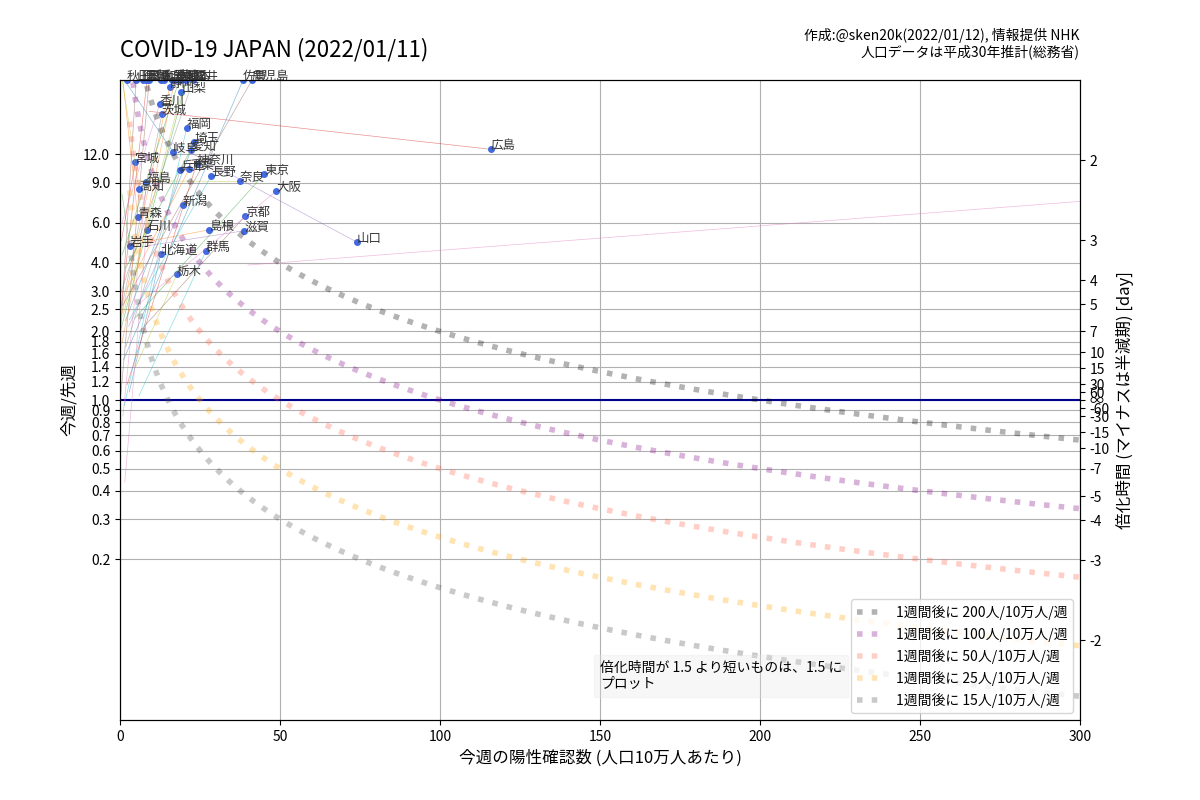 COVID-19 JAPAN (2022/01/11)
作成:@sken20k(2022/01/12), 情報提供 NHK
人口データは平成30年推計(総務省)
鹿児島
山梨
香川
茨城
福岡
埼玉
愛知
岐阜
広島
宮城
神奈川
長野
奈良
東京
大阪
福島
高知
新潟
青森
石川
京都
島根
滋賀
山口
岩手
北海道
群馬
栃木
12.0
9.0
6.0
4.0
3.0
2.5
2.0
1.8
1.6
1.4
1.2
1.0
0.9
0.8
0.7
0.6
0.5
0.4
0.3
0.2
今週/先週
2
3
4
5
7
10
15
30
60
∞
-60
-30
-15
-10
-7
-5
-4
-3
-2
倍化時間 (マイナスは半減期) [day]
1週間後に 200人/10万人/週
1週間後に 100人/10万人/週
1週間後に 50人/10万人/週
1週間後に 25人/10万人/週
1週間後に 15人/10万人/週
倍化時間が 1.5 より短いものは、1.5 に
プロット
0 50 100 150 200 250 300
今週の陽性確認数 (人口10万人あたり)